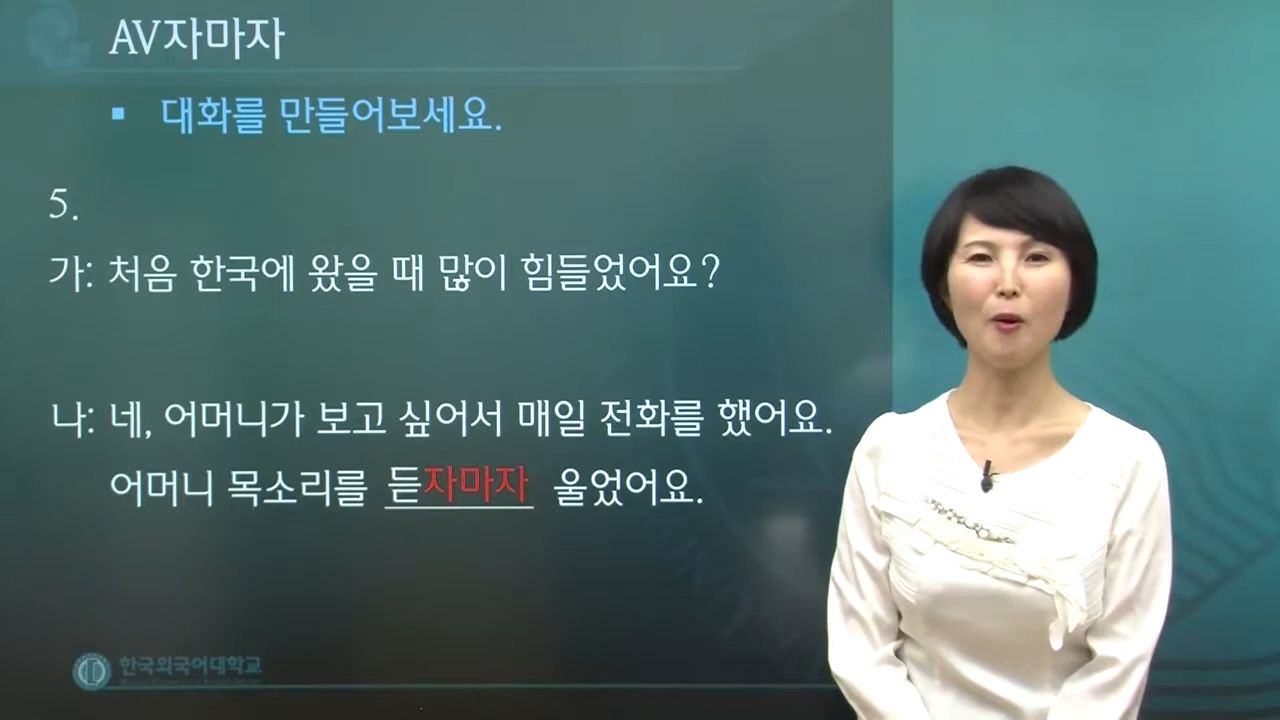 AV자마자
▪ 대화를 만들어보세요.
5.
가: 처음 한국에 왔을 때 많이 힘들었어요?
나: 네, 어머니가 보고 싶어서 매일 전화를 했어요.
어머니 목소리를 듣자마자 울었어요.
한국외국어대학교